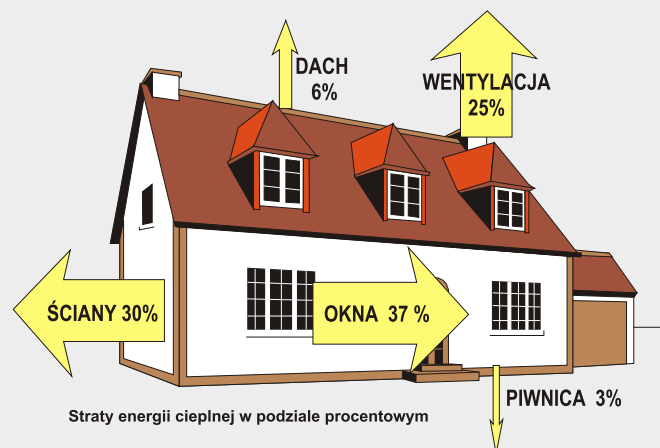 DACH
6%
WENTYLACJA
25%
ŚCIANY 30%
OKNA 37 %
PIWNICA 3%
Straty energii cieplnej w podziale procentowym